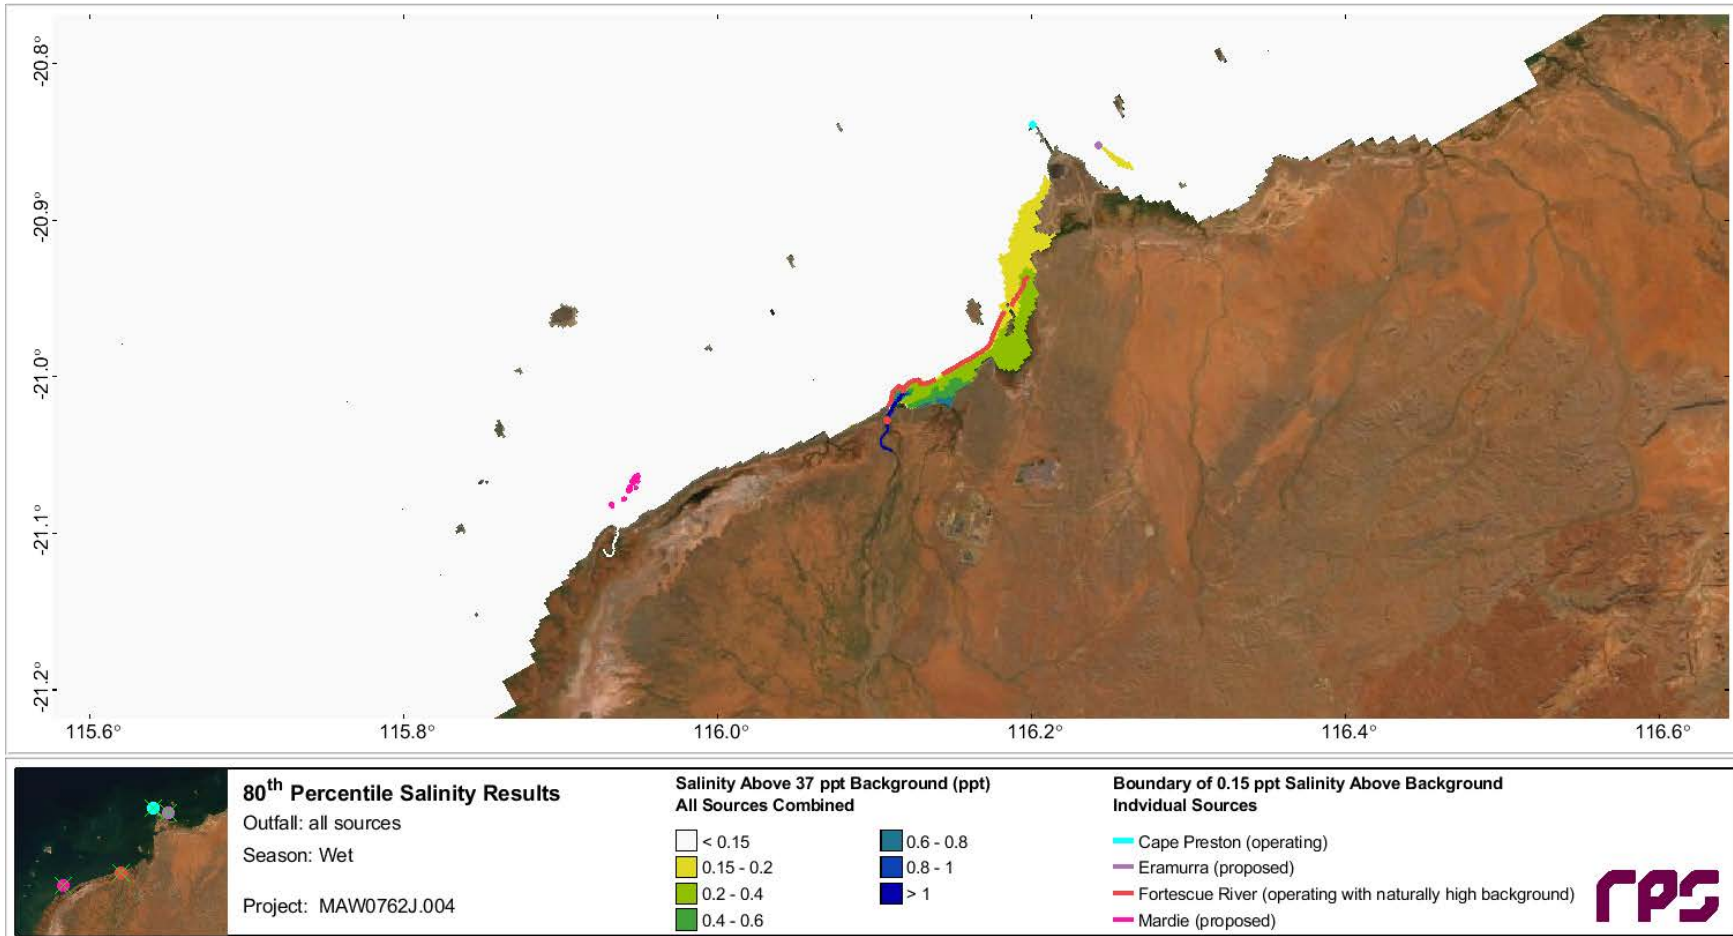 -20.8°
-20.9°
-21.0°
-21.1°
-21.2°
115.6°
115.8°
116.0°
116.2°
116.4°
116.6°
80th Percentile Salinity Results
Outfall: all sources
Season: Wet
Project: MAW0762J.004
Salinity Above 37 ppt Background (ppt)
All Sources Combined
< 0.15
0.15 - 0.2
0.2 - 0.4
0.4 - 0.6
0.6 - 0.8
0.8 - 1
> 1
Boundary of 0.15 ppt Salinity Above Background
Indvidual Sources
Cape Preston (operating)
Eramurra (proposed)
Fortescue River (operating with naturally high background)
Mardie (proposed)
rps